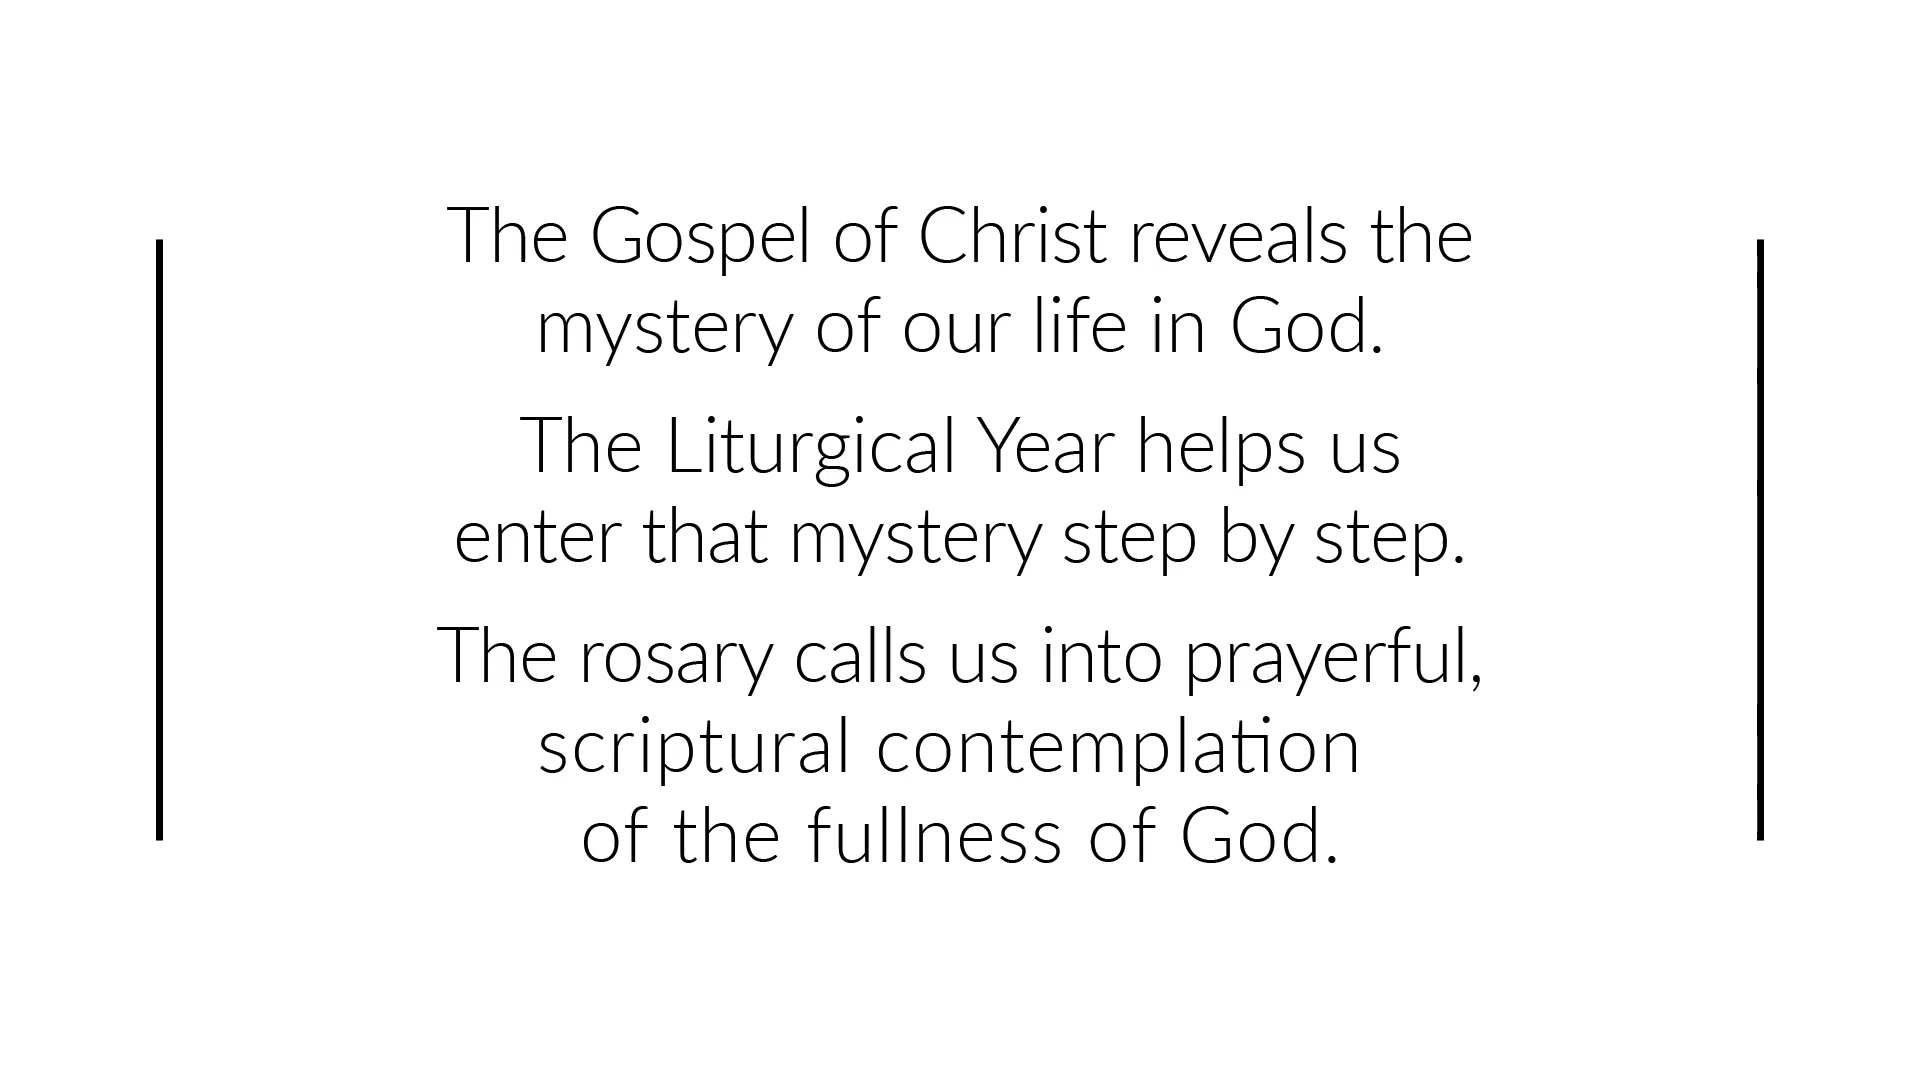 The Gospel of Christ reveals the
mystery of our life in God.
The Liturgical Year helps us
enter that mystery step by step.
The rosary calls us into prayerful,
scriptural contemplation
of the fullness of God.